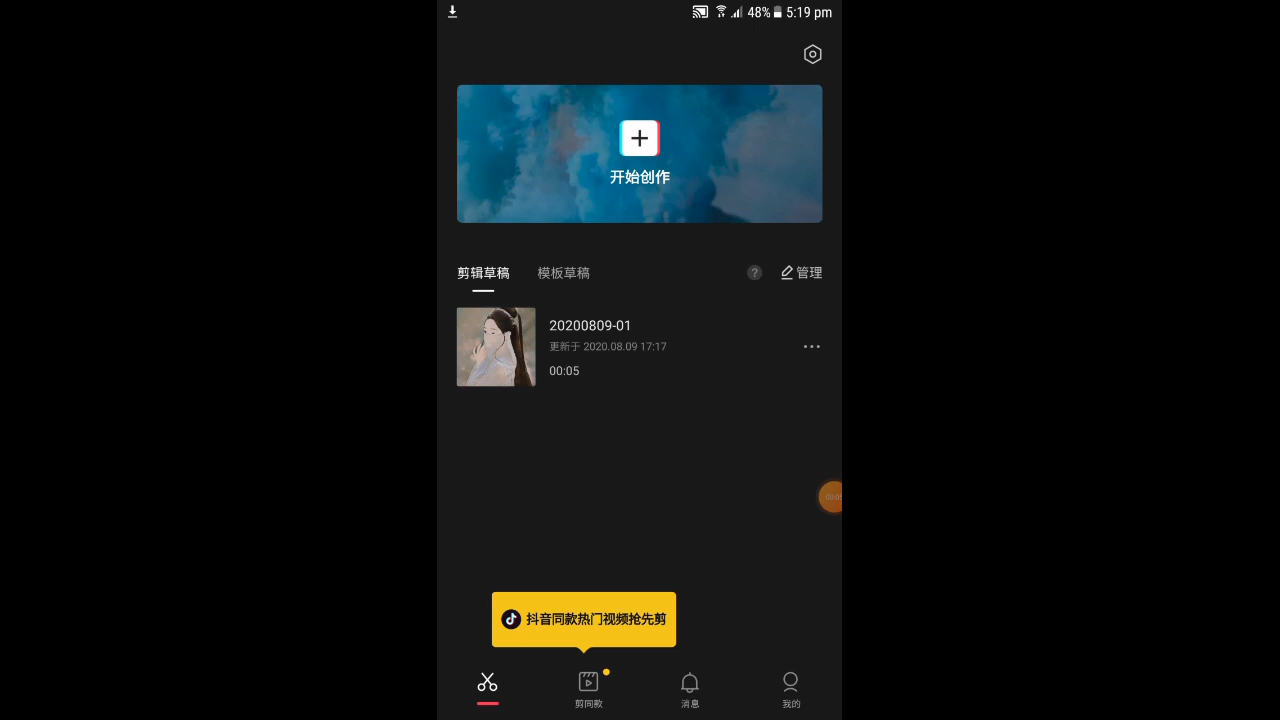 48% 5:19 pm
开始创作
剪辑草稿 模板草稿 ? 管理
20200809-01
更新于 2020.08.09 17:17
00:05
抖音同款热门视频抢先剪
剪同款 消息 我的